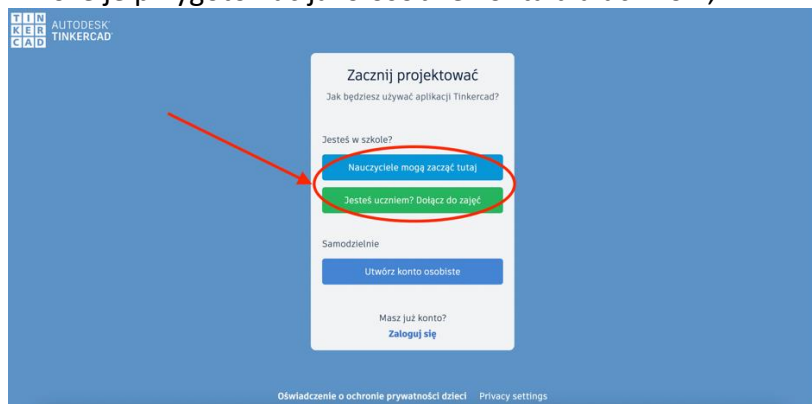 TIN
KER
CAD
AUTODESK
TINKERCAD
Zacznij projektować
Jak będziesz używać aplikacji Tinkercad?
Jesteś w szkole?
Nauczyciele mogą zacząć tutaj
Jesteś uczniem? Dołącz do zajęć
Samodzielnie
Utwórz konto osobiste
Masz już konto?
Zaloguj się
Oświadczenie o ochronie prywatności dzieci Privacy settings